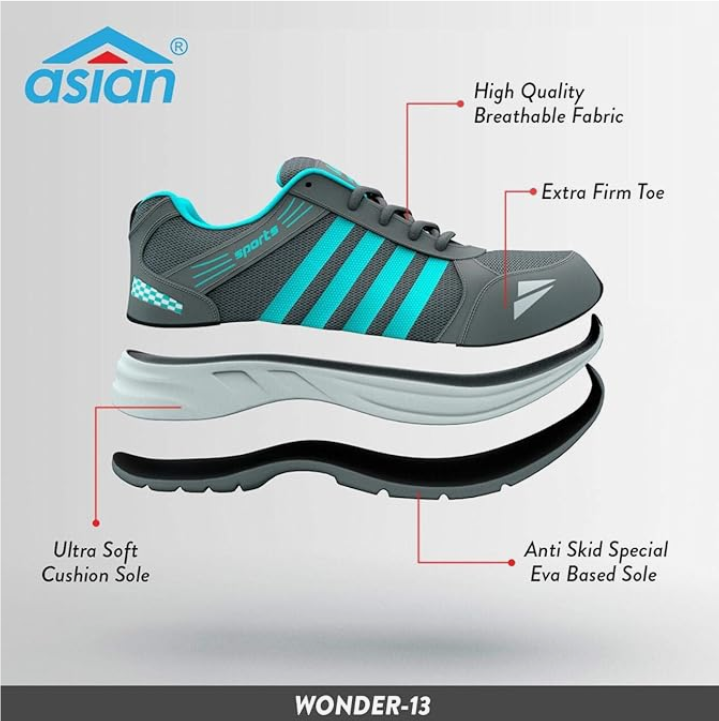 asian ®
High Quality
Breathable Fabric
Extra Firm Toe
sports
Ultra Soft
Cushion Sole
Anti Skid Special
Eva Based Sole
WONDER-13